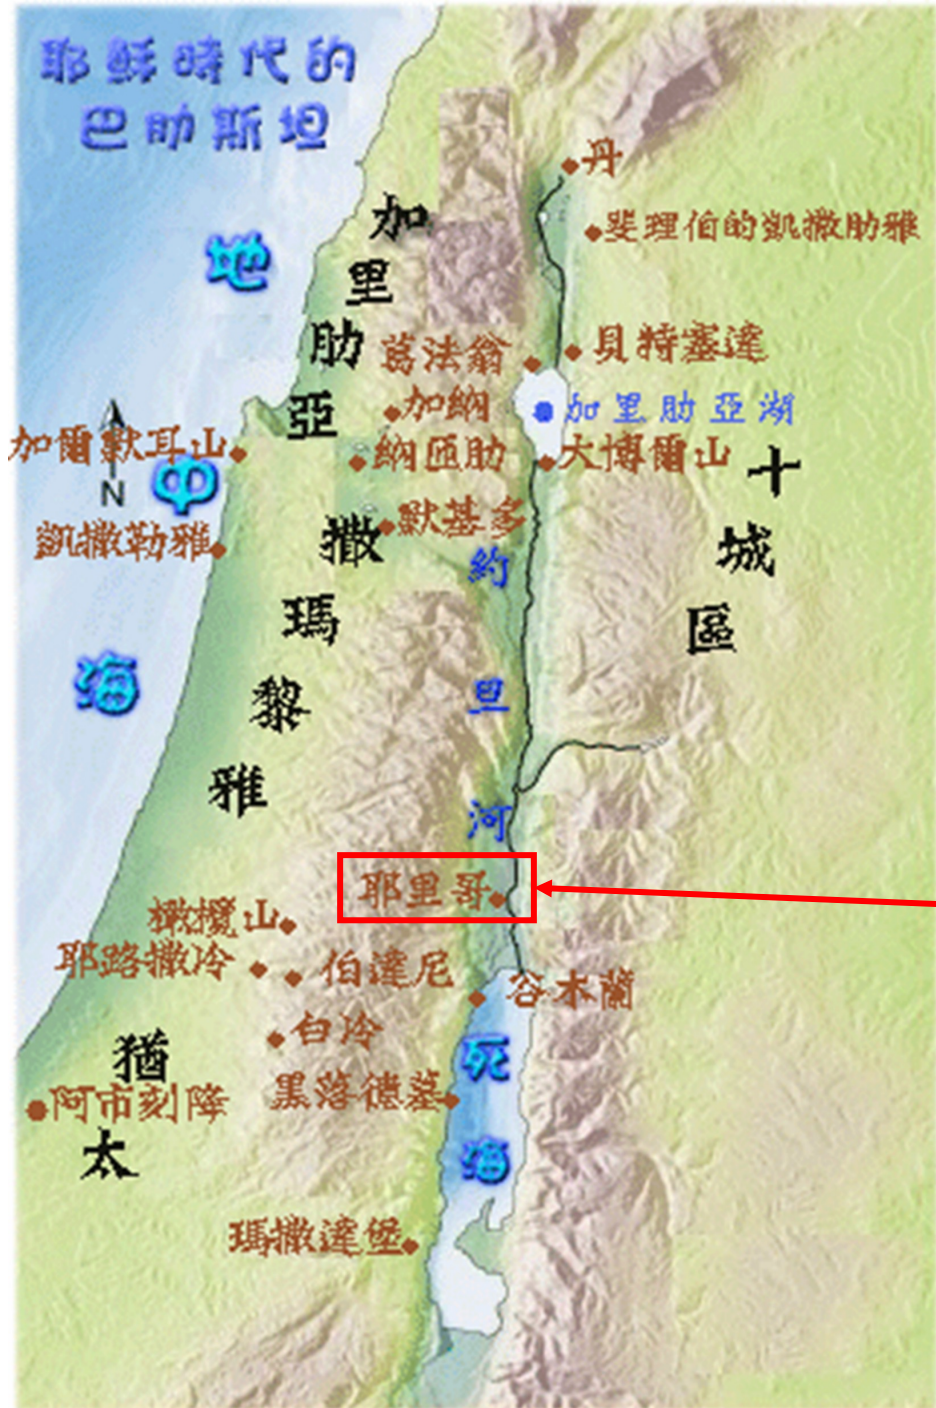 耶穌時代的
巴肋斯坦
丹
斐理伯的凱撒肋雅
加里肋亞
地中海
葛法翁
貝特塞達
加納
加里肋亞湖
加爾默耳山
納匝肋
大博爾山
十城區
N
默基多
凱撒勒雅
撒瑪黎雅
約旦河
耶里哥
橄欖山
耶路撒冷
伯達尼
谷木蘭
白冷
猶太
死海
黑落德墓
阿市刻隆
瑪撒達堡